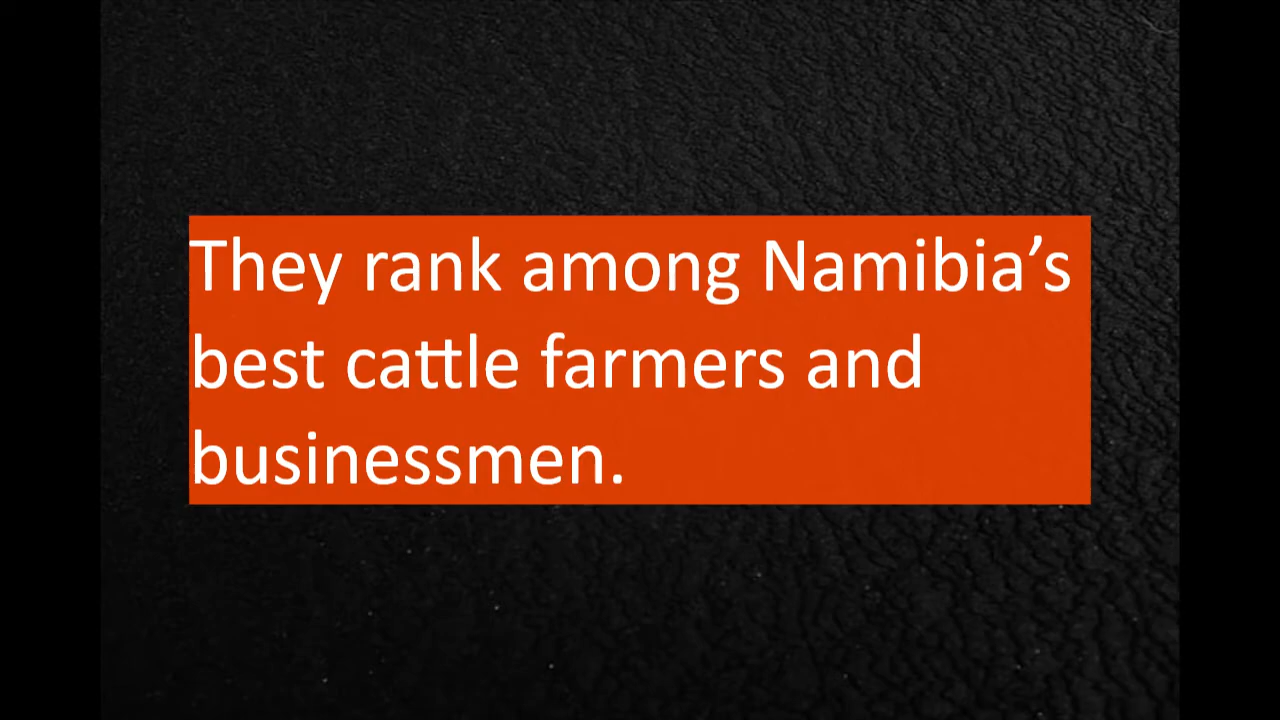 They rank among Namibia’s
best cattle farmers and
businessmen.